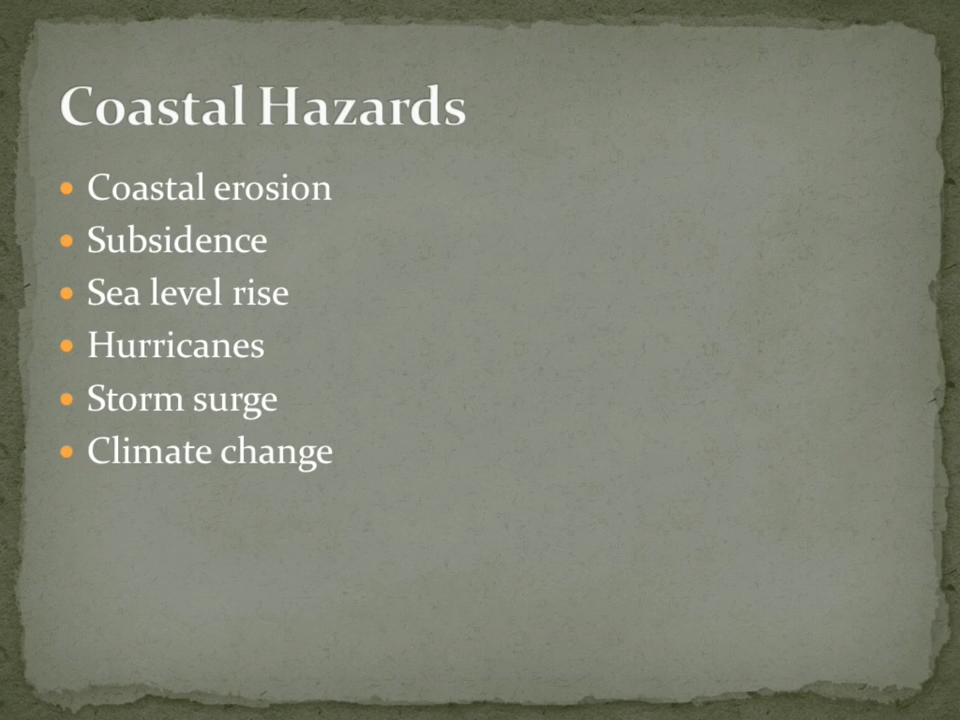 Coastal Hazards
• Coastal erosion
• Subsidence
• Sea level rise
• Hurricanes
• Storm surge
• Climate change